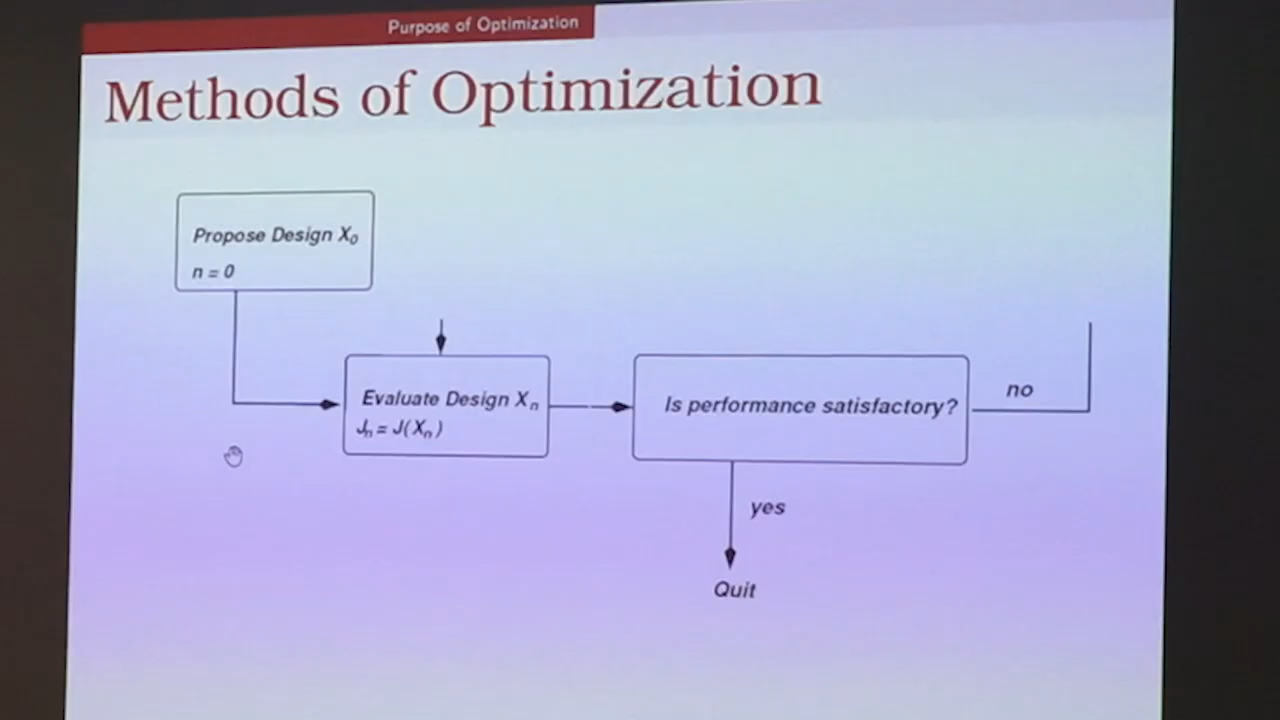 Purpose of Optimization
Methods of Optimization
Propose Design X₀
n = 0
Evaluate Design Xₙ
Jₙ = J(Xₙ)
Is performance satisfactory?
no
yes
Quit